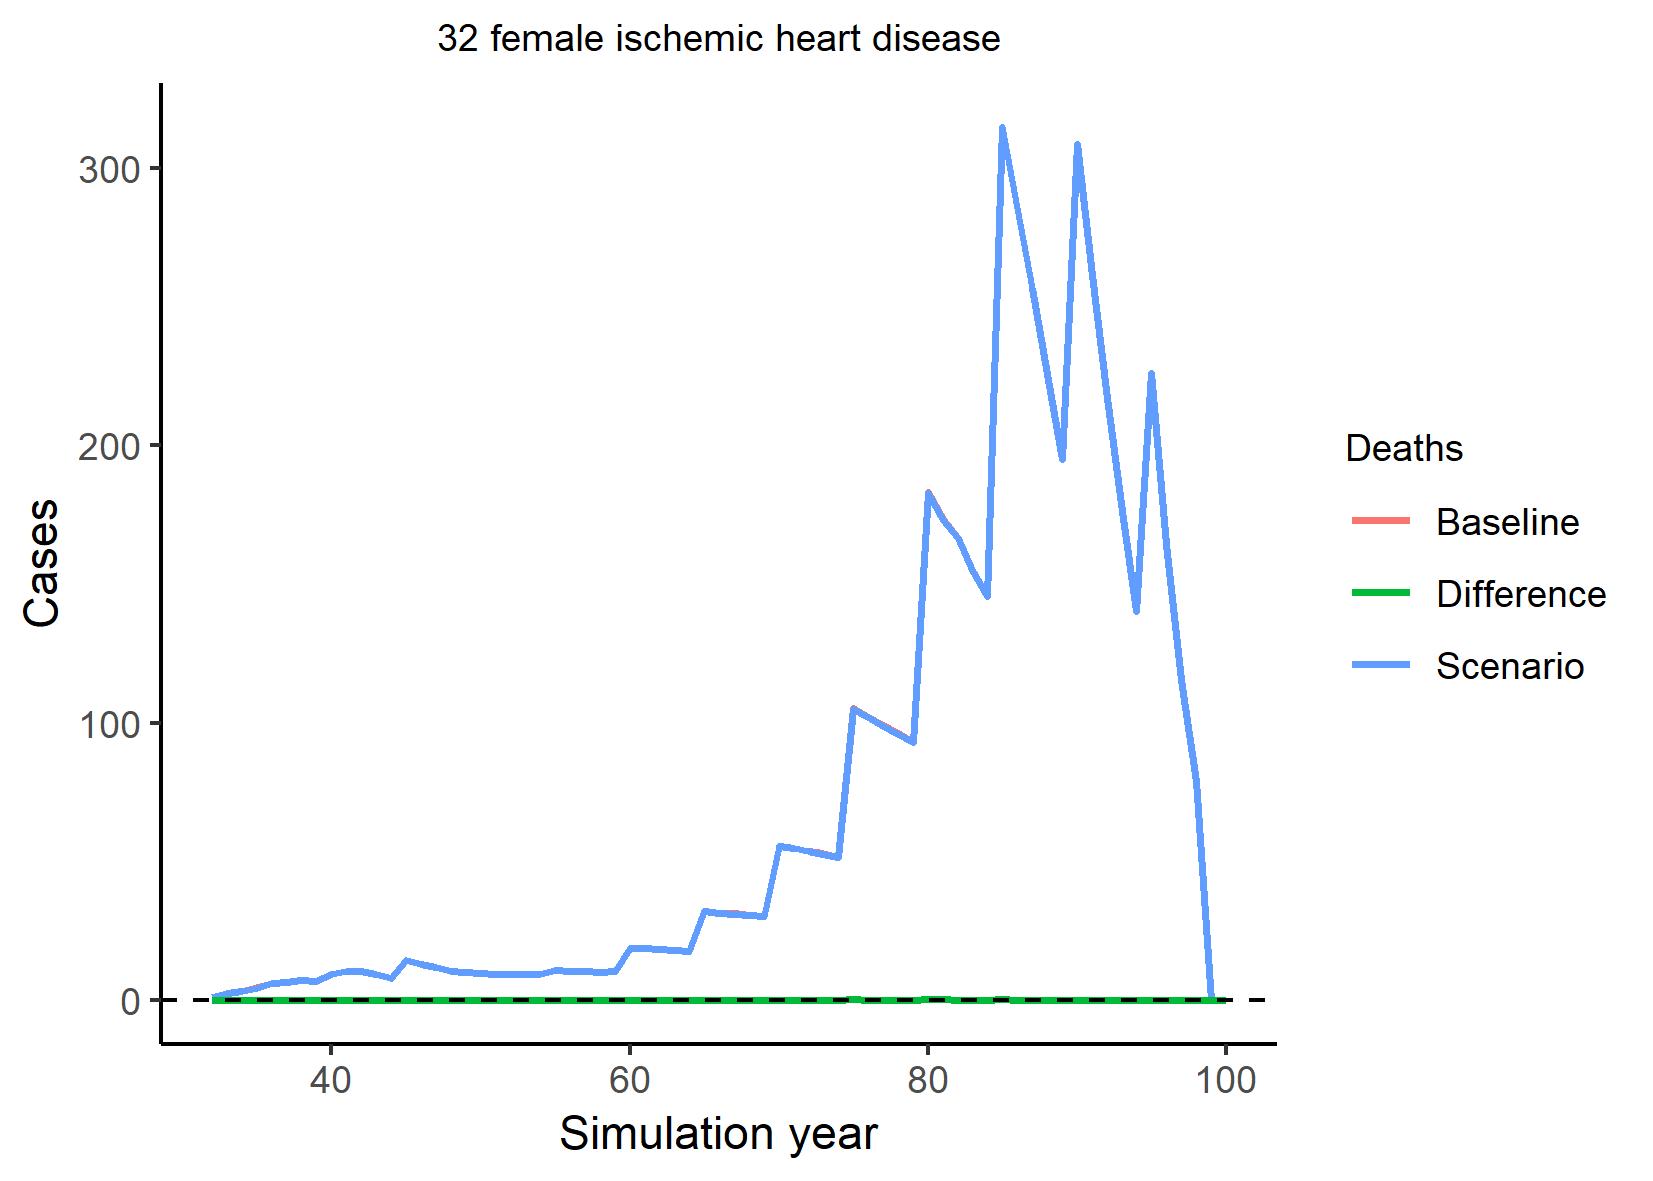 32 female ischemic heart disease
Cases
300
200
100
0
40 60 80 100
Simulation year
Deaths
Baseline
Difference
Scenario